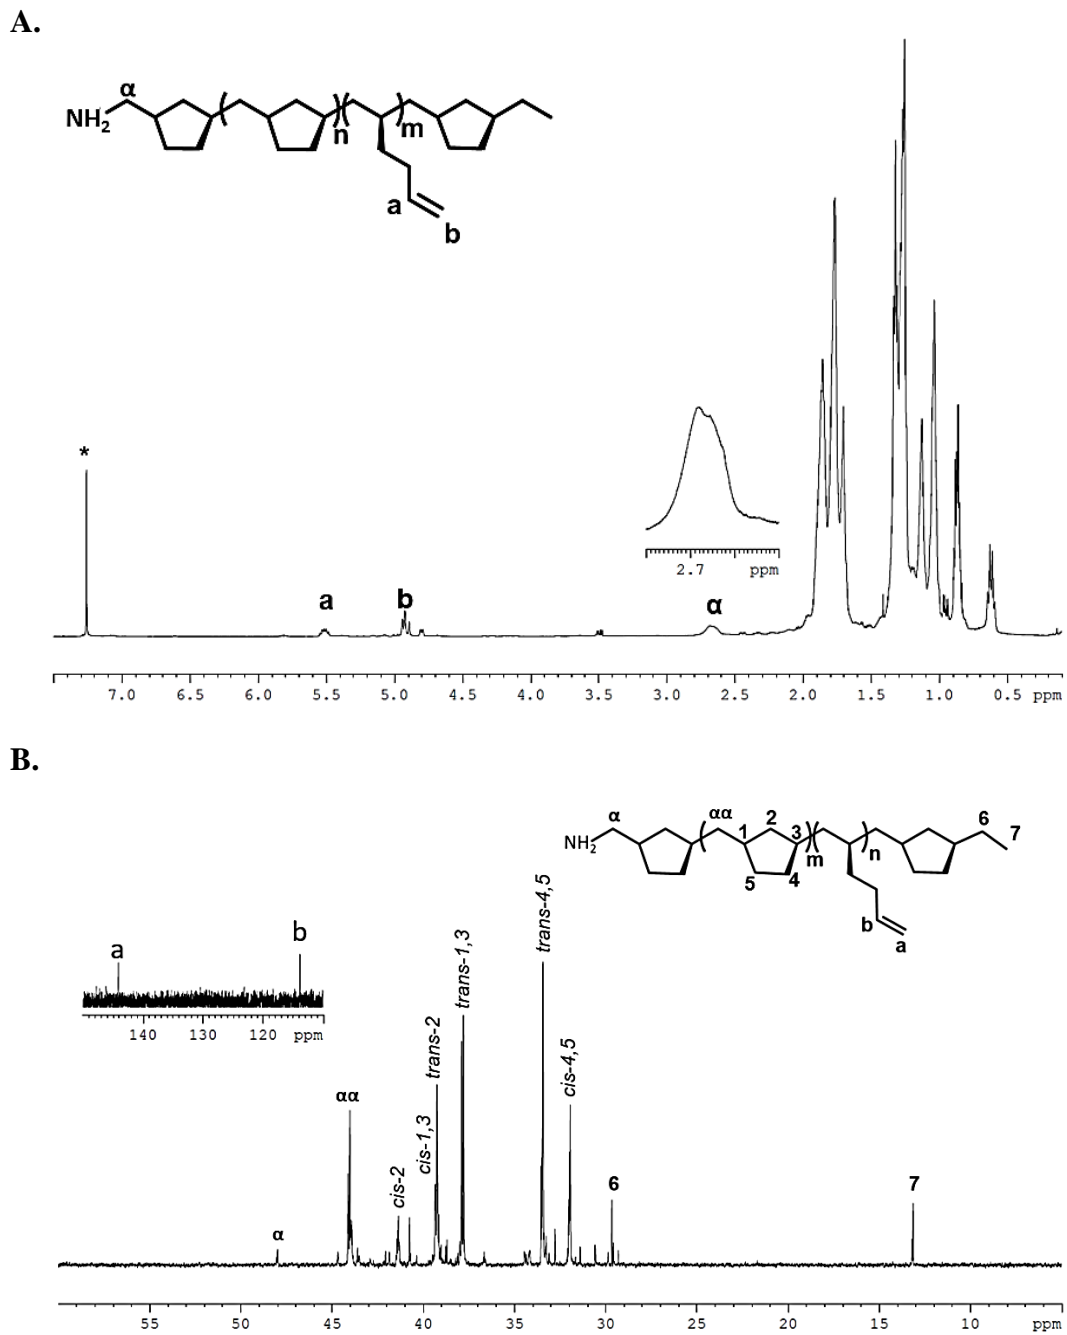 A.
α
NH2
n
m
a
b
*
a
b
α
2.7 ppm
7.0 6.5 6.0 5.5 5.0 4.5 4.0 3.5 3.0 2.5 2.0 1.5 1.0 0.5 ppm
B.
α
αα
1
2
3
6
7
NH2
m
n
5
4
b
a
a
b
140 130 120 ppm
α
αα
cis-2
cis-1,3
trans-2
trans-1,3
trans-4,5
cis-4,5
6
7
55 50 45 40 35 30 25 20 15 10 ppm